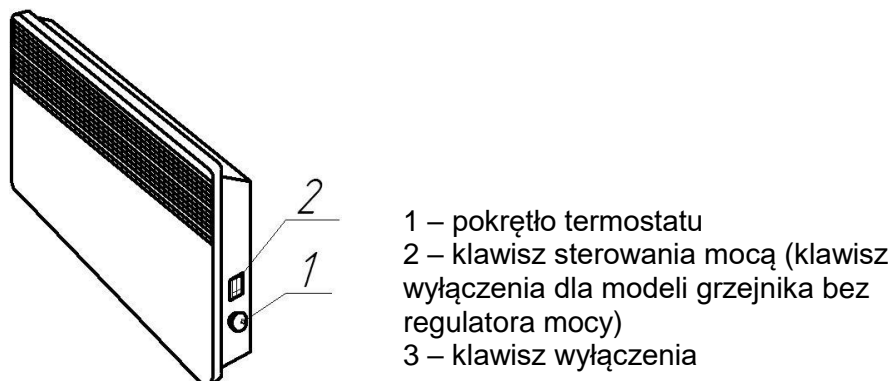 2
1
1 – pokrętło termostatu
2 – klawisz sterowania mocą (klawisz
wyłączenia dla modeli grzejnika bez
regulatora mocy)
3 – klawisz wyłączenia